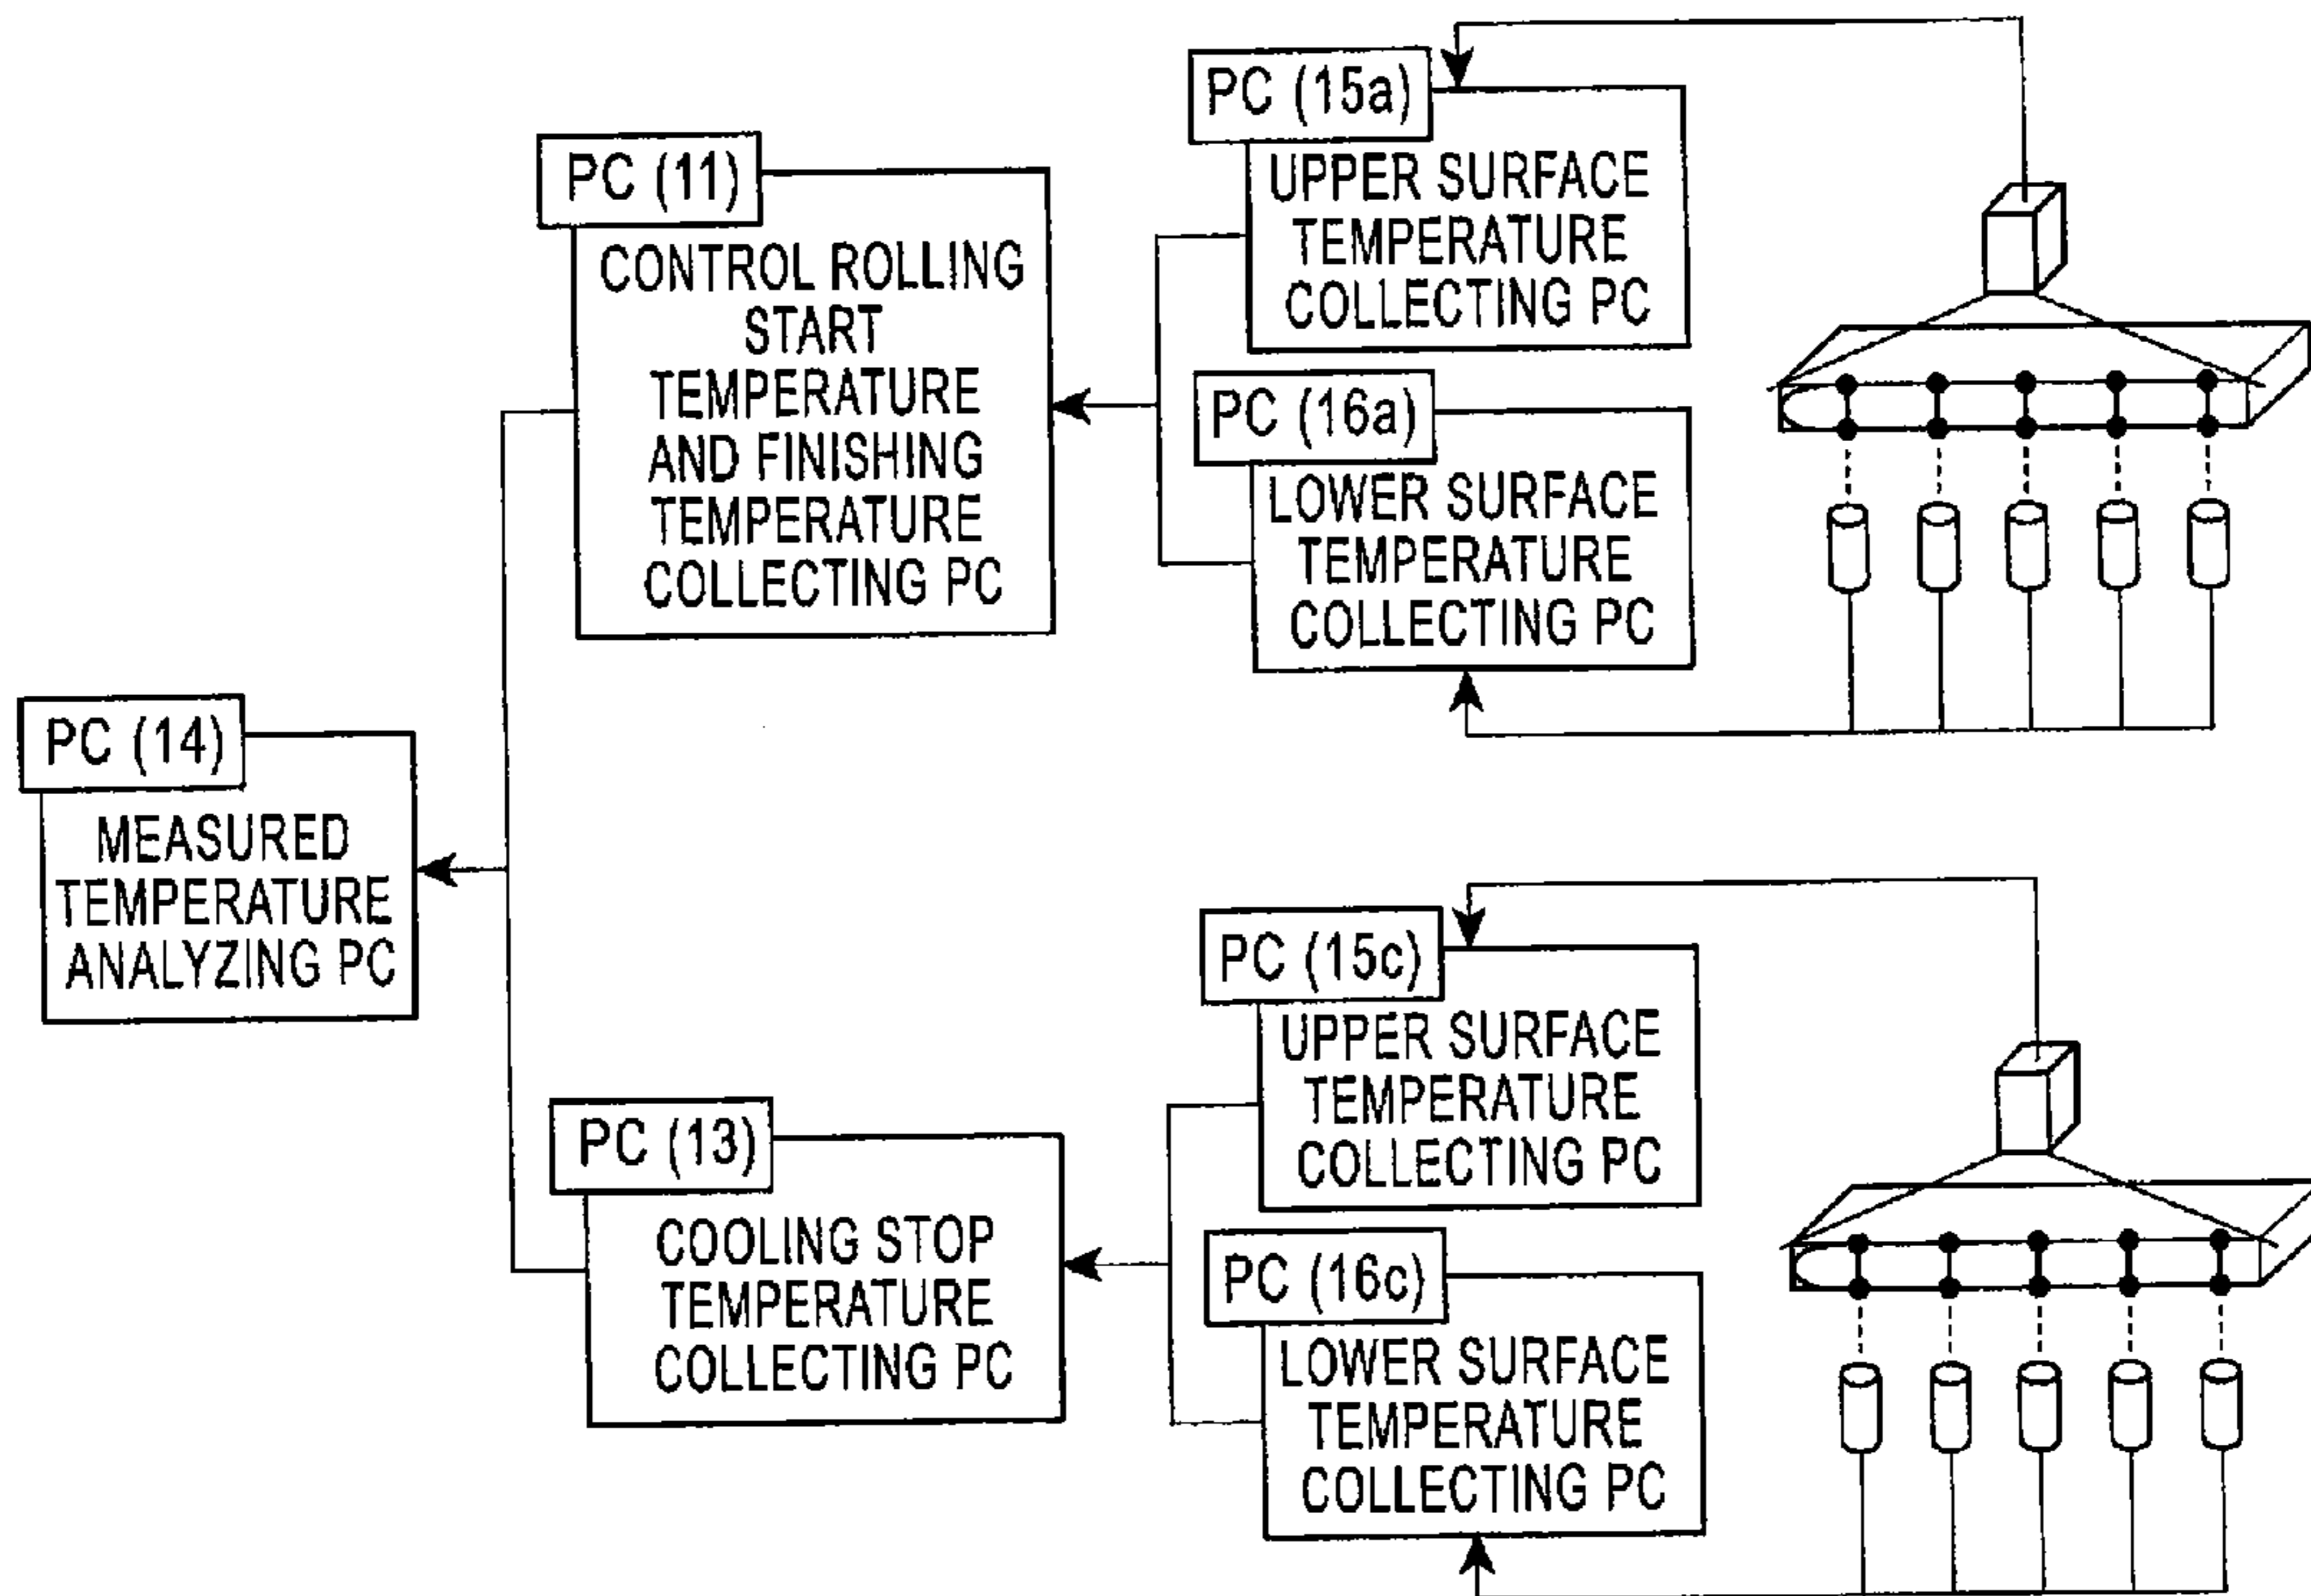 PC (15a)
UPPER SURFACE
TEMPERATURE
COLLECTING PC
PC (11)
CONTROL ROLLING
START
TEMPERATURE
AND FINISHING
TEMPERATURE
COLLECTING PC
PC (16a)
LOWER SURFACE
TEMPERATURE
COLLECTING PC
PC (14)
MEASURED
TEMPERATURE
ANALYZING PC
PC (15c)
UPPER SURFACE
TEMPERATURE
COLLECTING PC
PC (13)
COOLING STOP
TEMPERATURE
COLLECTING PC
PC (16c)
LOWER SURFACE
TEMPERATURE
COLLECTING PC